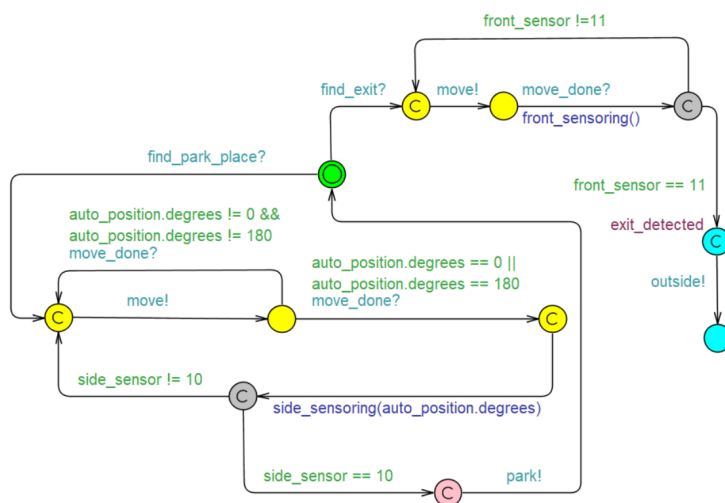 front_sensor !=11
find_exit?
move!
move_done?
C
C
front_sensoring()
find_park_place?
front_sensor == 11
auto_position.degrees != 0 &&
auto_position.degrees != 180
move_done?
exit_detected
C
auto_position.degrees == 0 ||
auto_position.degrees == 180
move_done?
move!
outside!
C
C
side_sensor != 10
C
side_sensoring(auto_position.degrees)
side_sensor == 10
park!
C